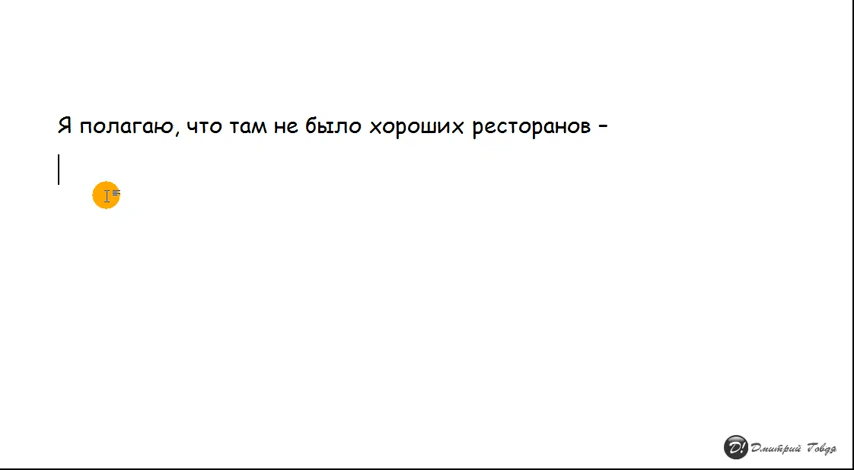 Я полагаю, что там не было хороших ресторанов –
Дмитрий Говдя